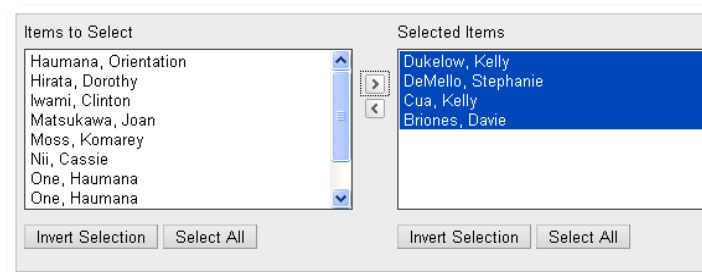 Items to Select
Haumana, Orientation
Hirata, Dorothy
Iwami, Clinton
Matsukawa, Joan
Moss, Komarey
Nii, Cassie
One, Haumana
One, Haumana
Invert Selection Select All
>
<
Selected Items
Dukelow, Kelly
DeMello, Stephanie
Cua, Kelly
Briones, Davie
Invert Selection Select All